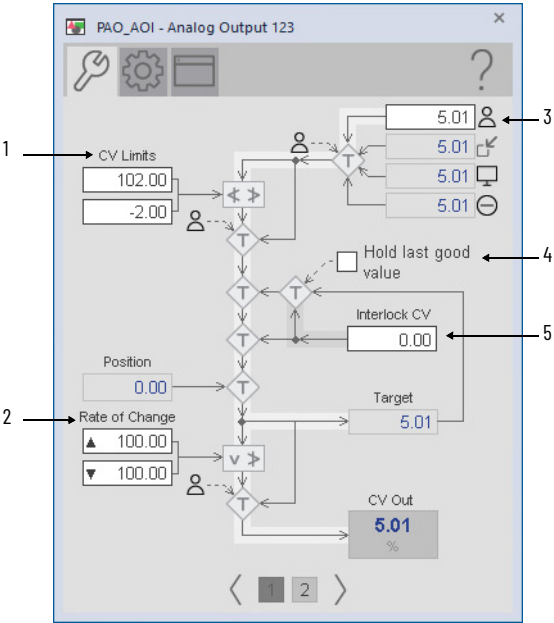 PAO_AOI - Analog Output 123
×
?
1
CV Limits
102.00
-2.00
5.01
3
5.01
5.01
5.01
T
T
T
T
Hold last good
value
4
Interlock CV
0.00
5
T
Position
0.00
T
Target
5.01
2
Rate of Change
▲ 100.00
▼ 100.00
V
T
CV Out
5.01
%
1
2